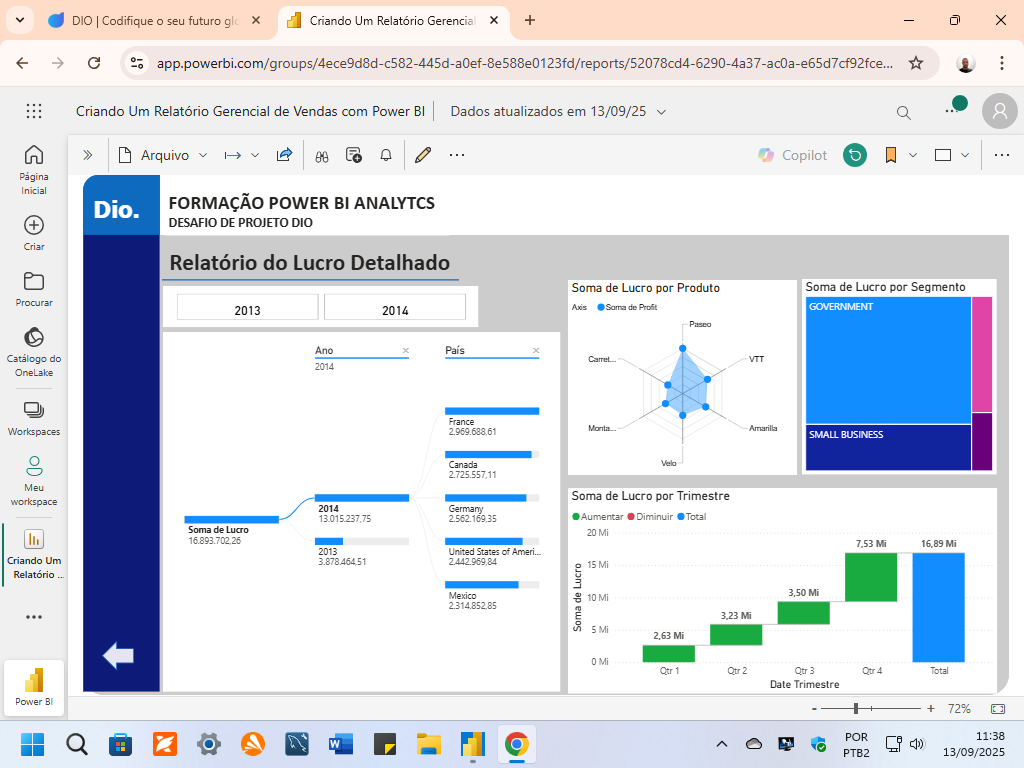 DIO | Codifique o seu futuro glo
Criando Um Relatório Gerencial
app.powerbi.com/groups/4ece9d8d-c582-445d-a0ef-8e588e0123fd/reports/52078cd4-6290-4a37-ac0a-e65d7cf92fce...
Criando Um Relatório Gerencial de Vendas com Power BI
Dados atualizados em 13/09/25
Arquivo
Copilot
Página
Inicial
Criar
Procurar
Catálogo do
OneLake
Workspaces
Meu
workspace
Criando Um
Relatório ...
Power BI
Dio.
FORMAÇÃO POWER BI ANALYTCS
DESAFIO DE PROJETO DIO
Relatório do Lucro Detalhado
2013
2014
Ano
2014
País
Soma de Lucro
16.893.702,26
2014
13.015.237,75
2013
3.878.464,51
France
2.969.688,61
Canada
2.725.557,11
Germany
2.562.169,35
United States of Ameri...
2.442.969,84
Mexico
2.314.852,85
Soma de Lucro por Produto
Axis
Soma de Profit
Paseo
VTT
Amarilla
Velo
Monta...
Carret...
Soma de Lucro por Segmento
GOVERNMENT
SMALL BUSINESS
Soma de Lucro por Trimestre
Aumentar
Diminuir
Total
Soma de Lucro
20 Mi
15 Mi
10 Mi
5 Mi
0 Mi
2,63 Mi
3,23 Mi
3,50 Mi
7,53 Mi
16,89 Mi
Qtr 1
Qtr 2
Qtr 3
Qtr 4
Total
Date Trimestre
- + 72%
POR
PTB2
11:38
13/09/2025